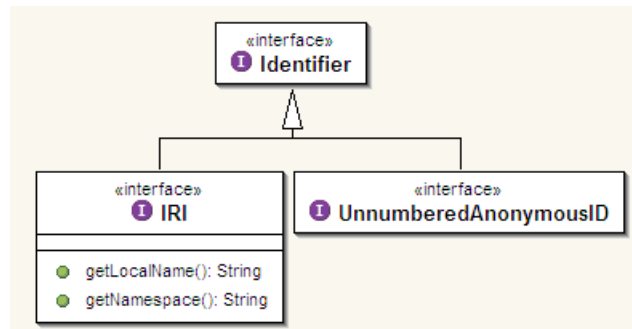 «interface»
I Identifier
«interface»
I IRI
getLocalName(): String
getNamespace(): String
«interface»
I UnnumberedAnonymousID